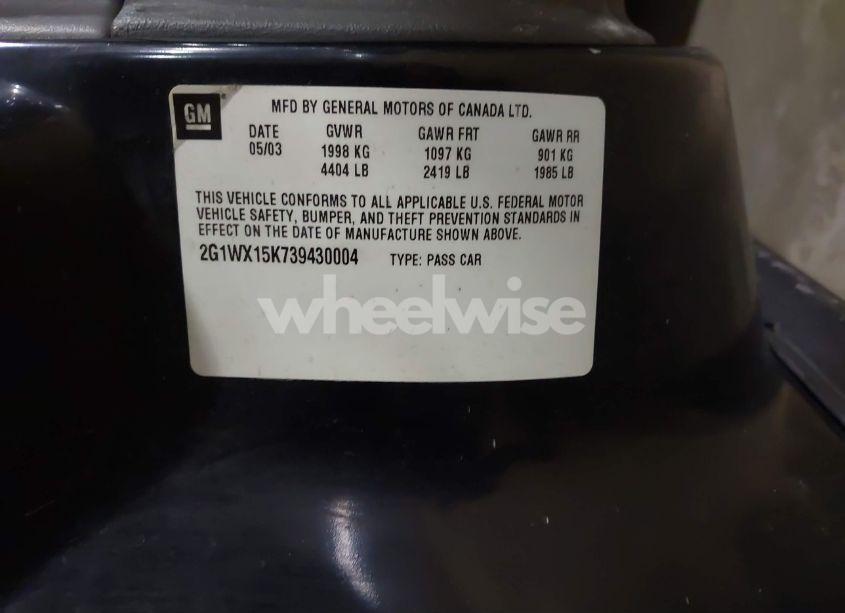 GM
MFD BY GENERAL MOTORS OF CANADA LTD.
DATE GVWR GAWR FRT GAWR RR
05/03 1998 KG 1097 KG 901 KG
4404 LB 2419 LB 1985 LB
THIS VEHICLE CONFORMS TO ALL APPLICABLE U.S. FEDERAL MOTOR
VEHICLE SAFETY, BUMPER, AND THEFT PREVENTION STANDARDS IN
EFFECT ON THE DATE OF MANUFACTURE SHOWN ABOVE.
2G1WX15K739430004 TYPE: PASS CAR
wheelwise